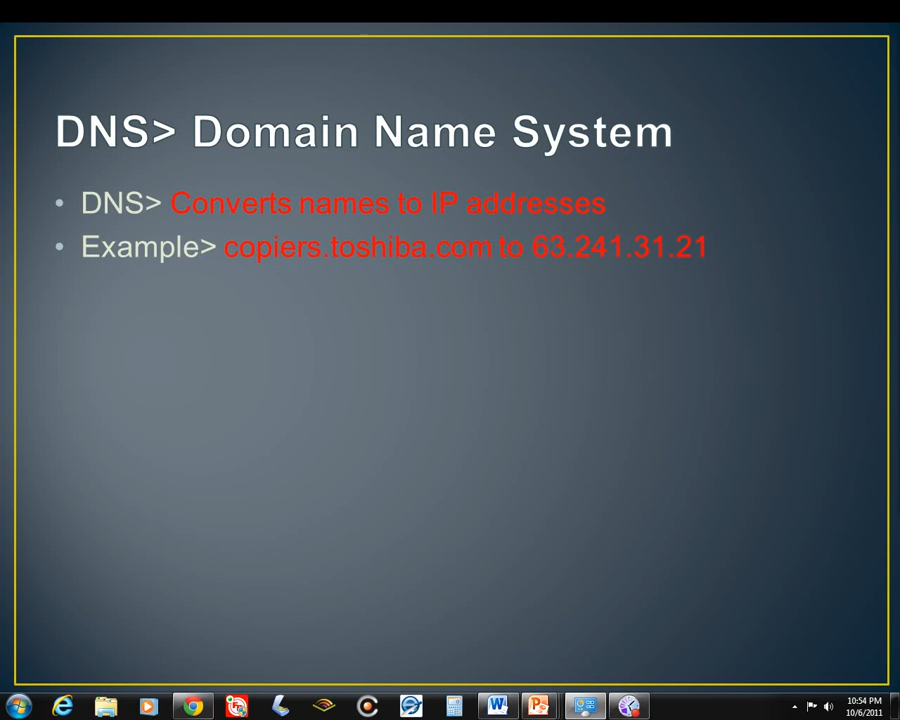 DNS> Domain Name System
• DNS> Converts names to IP addresses
• Example> copiers.toshiba.com to 63.241.31.21
10:54 PM
10/6/2011